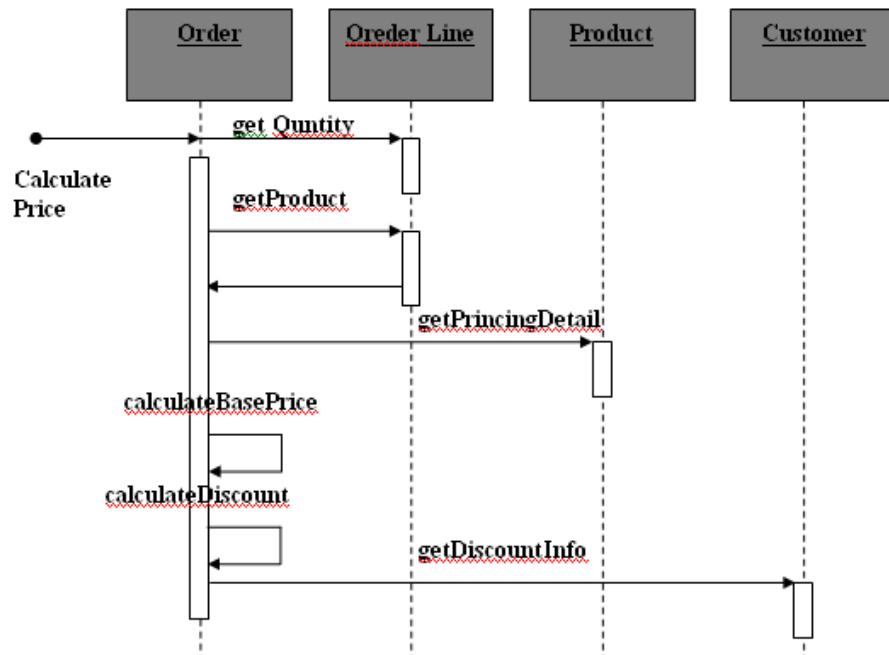 Order
Oreder Line
Product
Customer
get Quntity
Calculate
Price
getProduct
getPrincingDetail
calculateBasePrice
calculateDiscount
getDiscountInfo